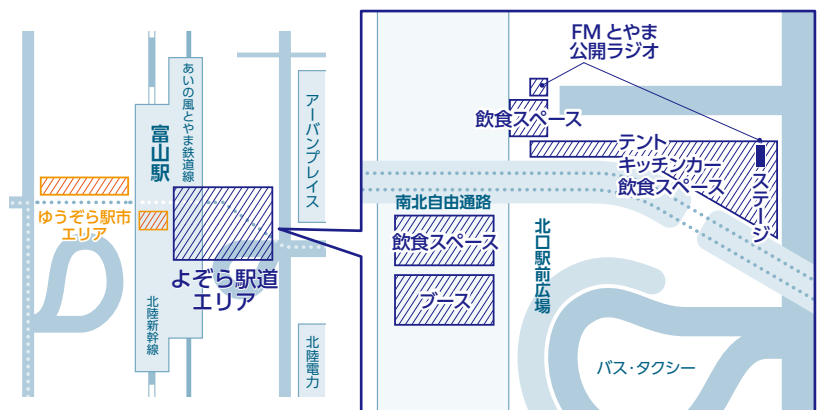 あいの風とやま鉄道線
富山駅
アーバンプレイス
ゆうぞら駅市
エリア
よぞら駅道
エリア
北陸新幹線
北陸電力
FMとやま
公開ラジオ
飲食スペース
テント
キッチンカー
飲食スペース
ステージ
南北自由通路
飲食スペース
ブース
北口駅前広場
バス・タクシー